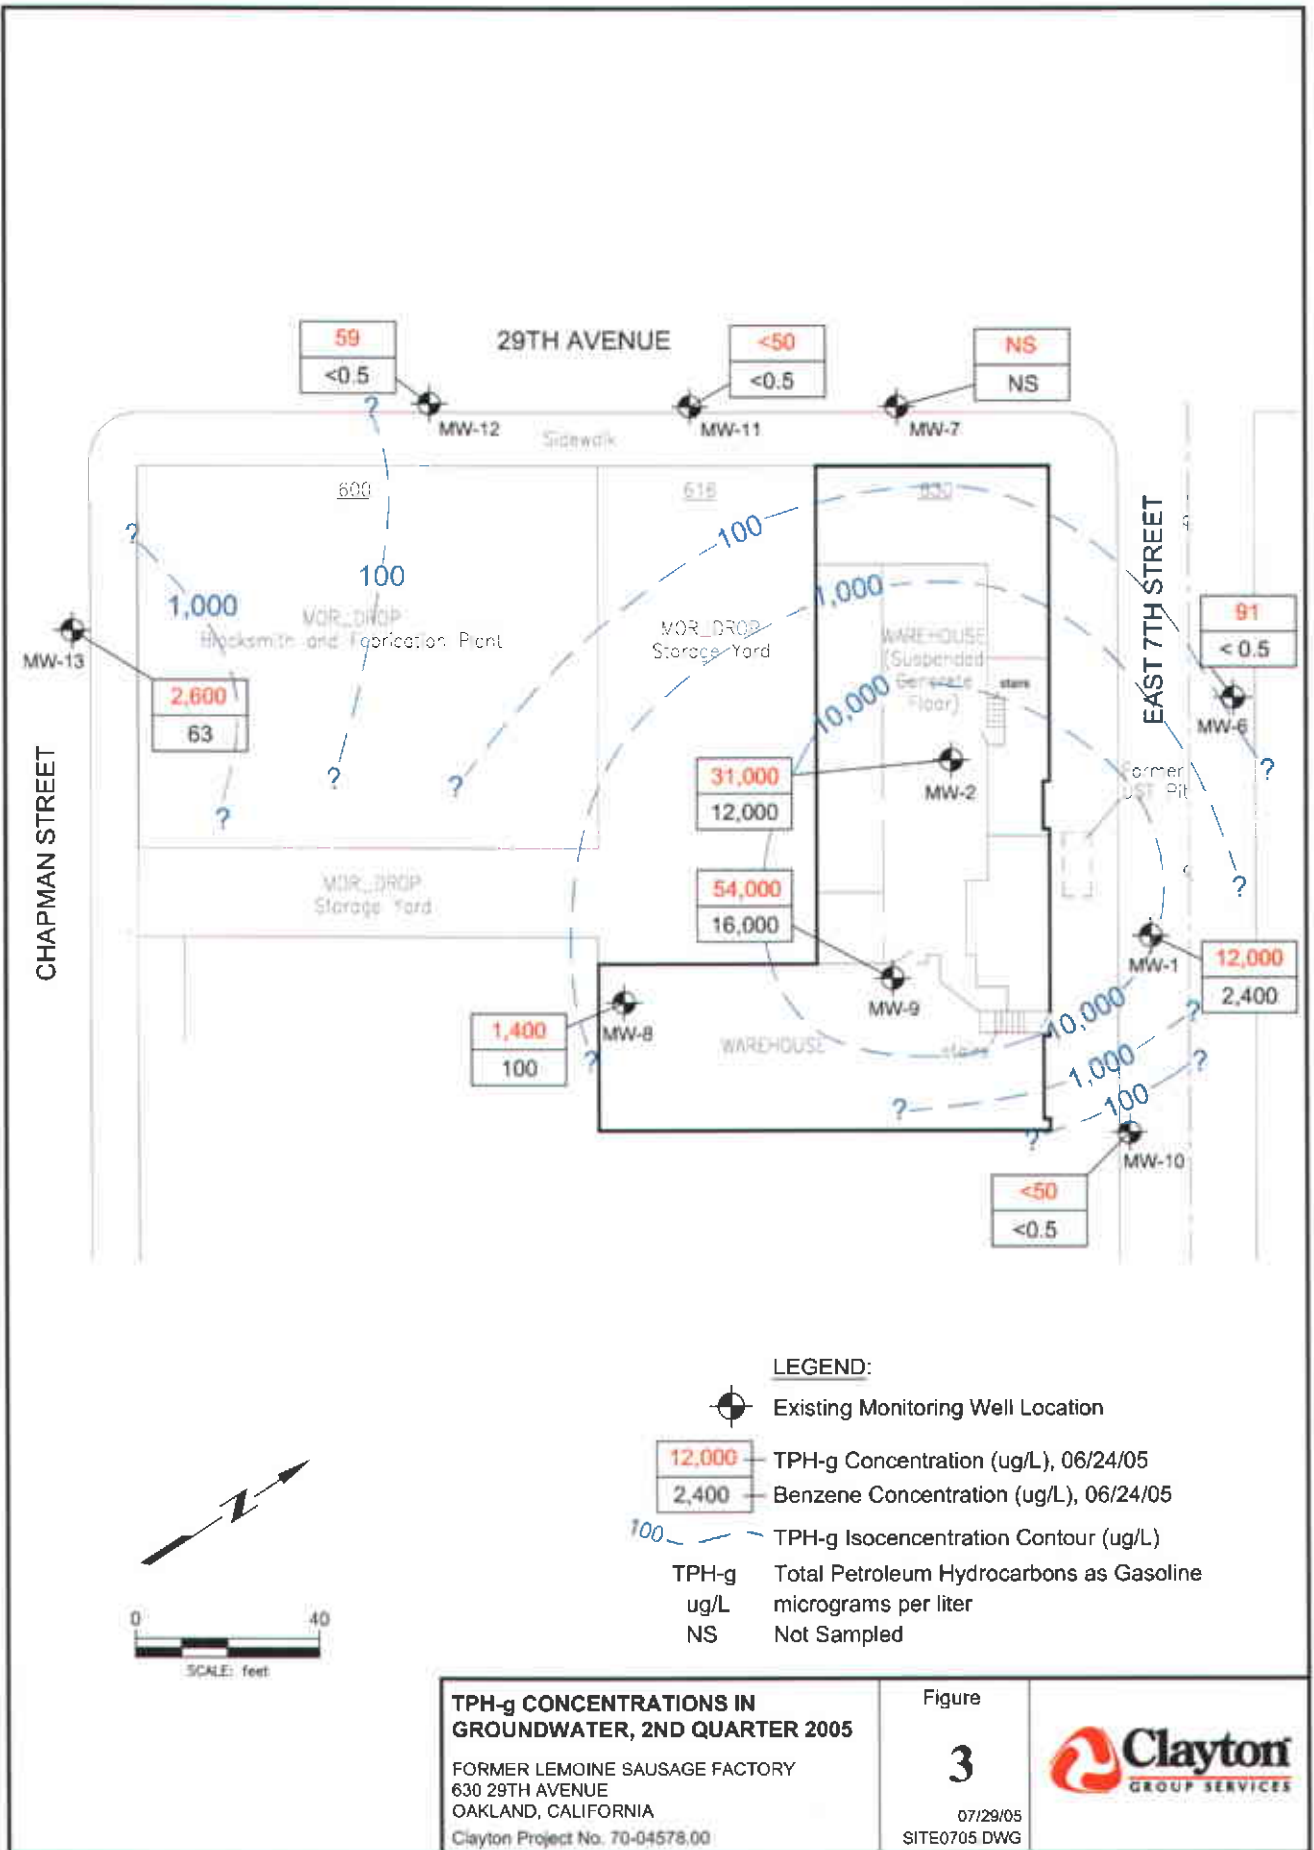 59
<0.5
29TH AVENUE
<50
<0.5
NS
NS
MW-12
MW-11
MW-7
Sidewalk
600
616
630
100
100
1,000
1,000
10,000
EAST 7TH STREET
91
< 0.5
MW-6
MOR_DROP
Blacksmith and Fabrication Plant
MOR_DROP
Storage Yard
WAREHOUSE
(Suspended
Floor)
stairs
MW-13
2,600
63
31,000
12,000
MW-2
Former
UST Pit
54,000
16,000
MOR_DROP
Storage Yard
CHAPMAN STREET
MW-1
12,000
2,400
MW-9
MW-8
1,400
100
WAREHOUSE
stairs
10,000
1,000
100
MW-10
<50
<0.5
?
?
?
?
?
?
?
?
?
?
?
?
?
LEGEND:
Existing Monitoring Well Location
12,000 TPH-g Concentration (ug/L), 06/24/05
2,400 Benzene Concentration (ug/L), 06/24/05
100 TPH-g Isocencentration Contour (ug/L)
TPH-g Total Petroleum Hydrocarbons as Gasoline
ug/L micrograms per liter
NS Not Sampled
N
0 40
SCALE: feet
TPH-g CONCENTRATIONS IN
GROUNDWATER, 2ND QUARTER 2005
FORMER LEMOINE SAUSAGE FACTORY
630 29TH AVENUE
OAKLAND, CALIFORNIA
Clayton Project No. 70-04578.00
Figure
3
07/29/05
SITE0705 DWG
Clayton
GROUP SERVICES